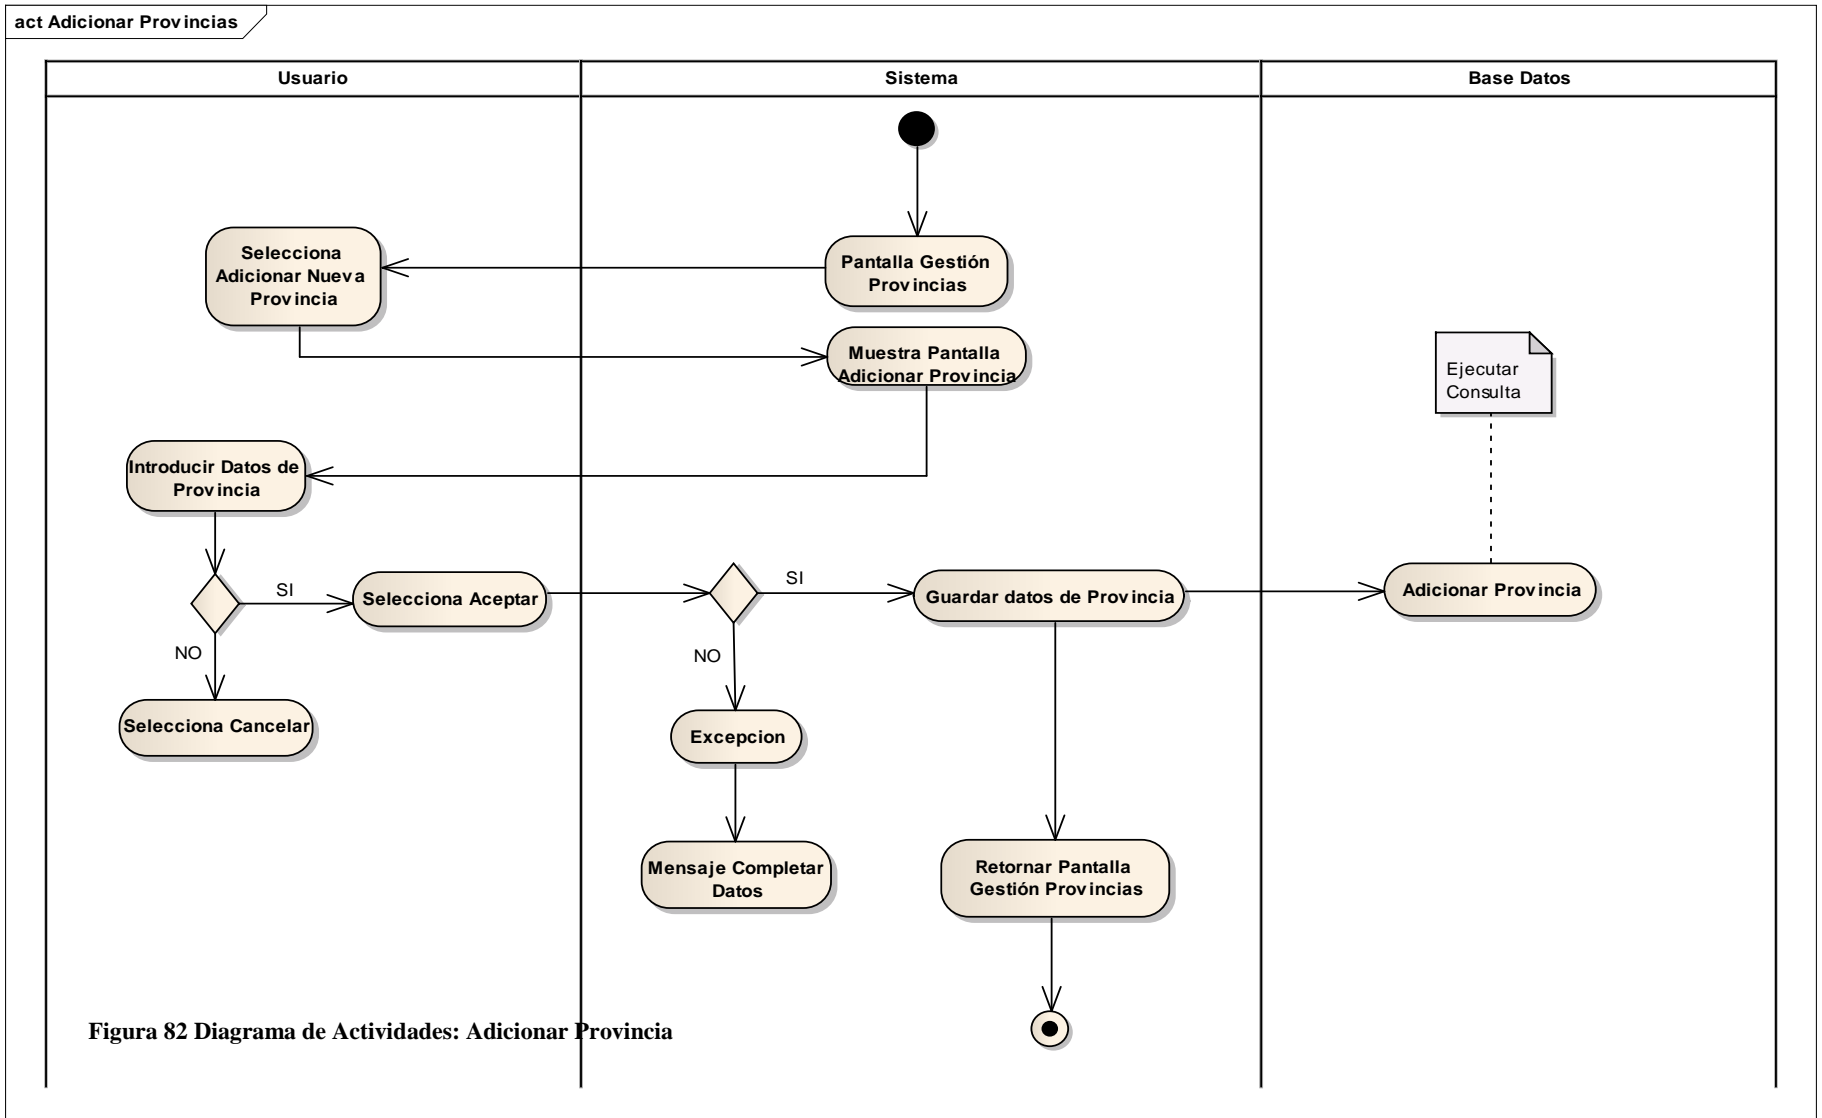 act Adicionar Provincias
Usuario
Sistema
Base Datos
Selecciona
Adicionar Nueva
Provincia
Pantalla Gestión
Provincias
Muestra Pantalla
Adicionar Provincia
Ejecutar
Consulta
Introducir Datos de
Provincia
SI
Selecciona Aceptar
SI
Guardar datos de Provincia
Adicionar Provincia
NO
NO
Selecciona Cancelar
Excepcion
Mensaje Completar
Datos
Retornar Pantalla
Gestión Provincias
Figura 82 Diagrama de Actividades: Adicionar Provincia